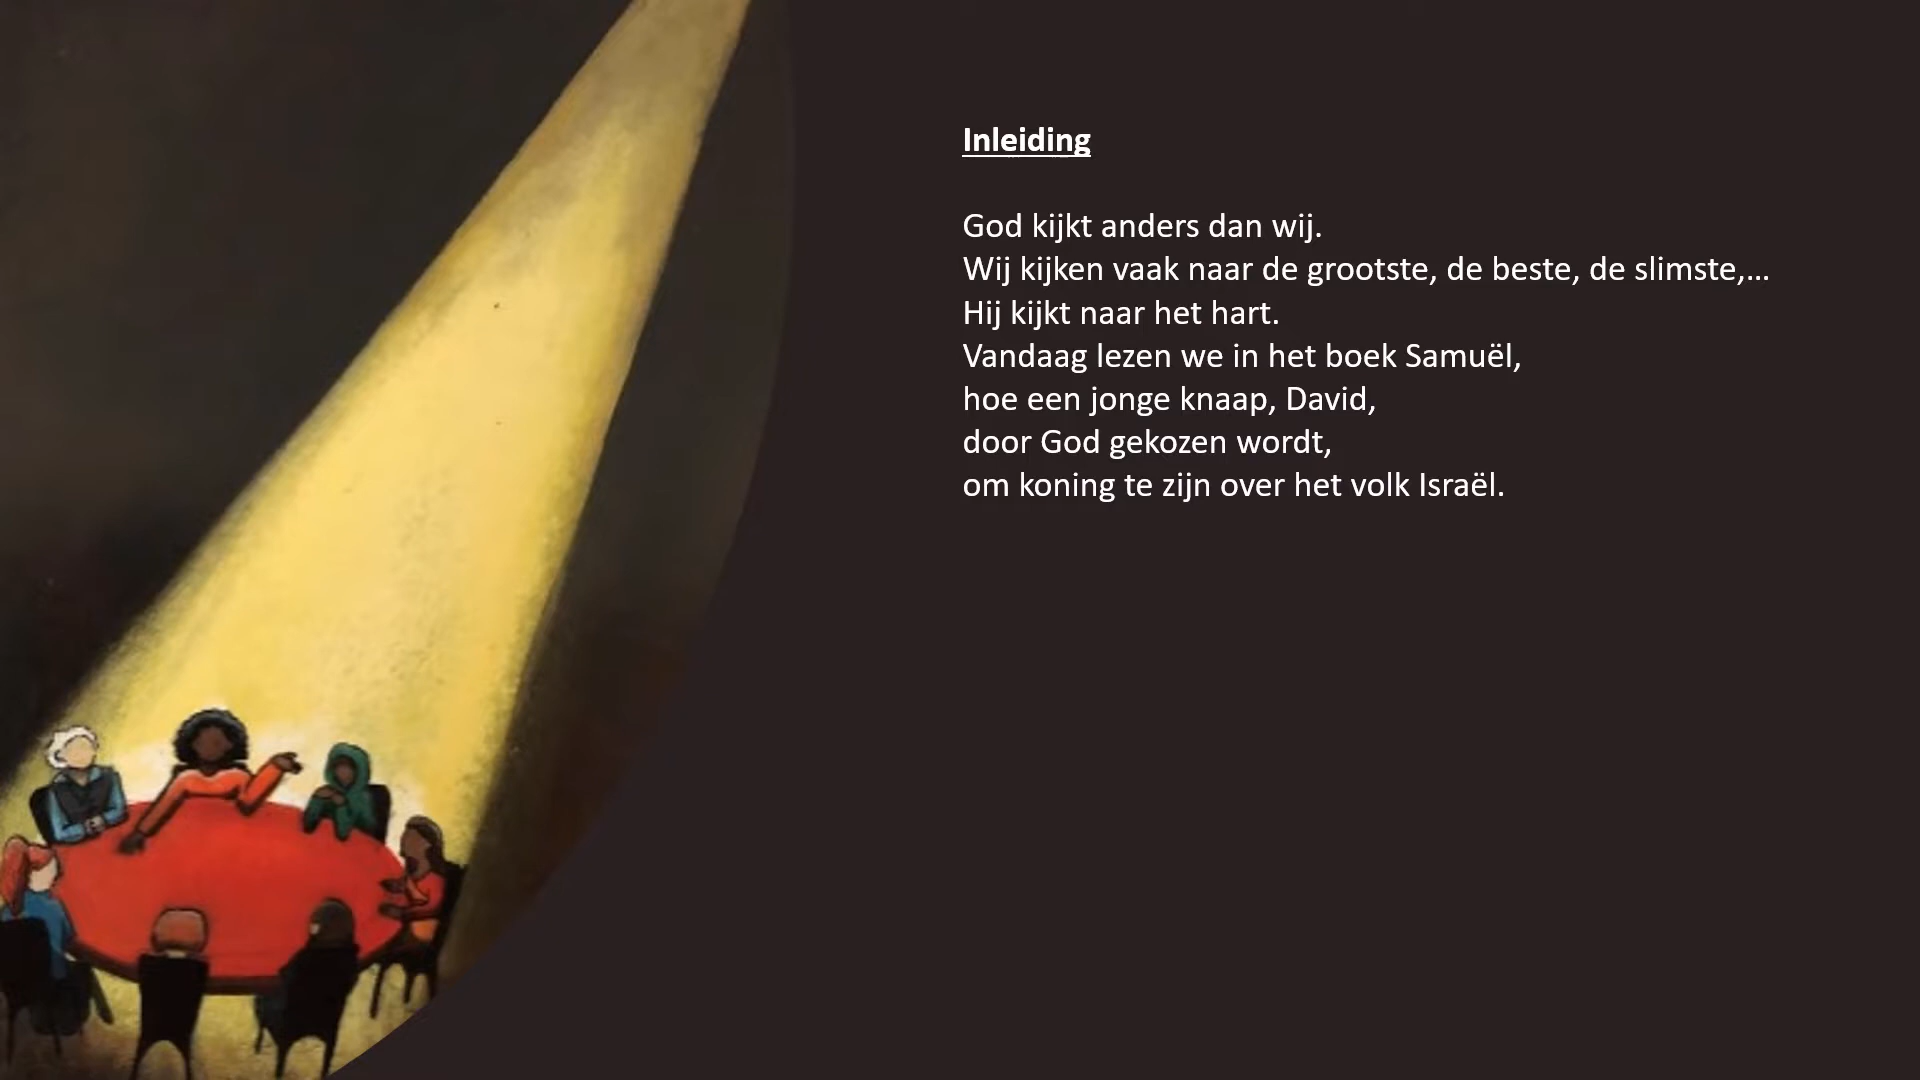 Inleiding
God kijkt anders dan wij.
Wij kijken vaak naar de grootste, de beste, de slimste,...
Hij kijkt naar het hart.
Vandaag lezen we in het boek Samuël,
hoe een jonge knaap, David,
door God gekozen wordt,
om koning te zijn over het volk Israël.